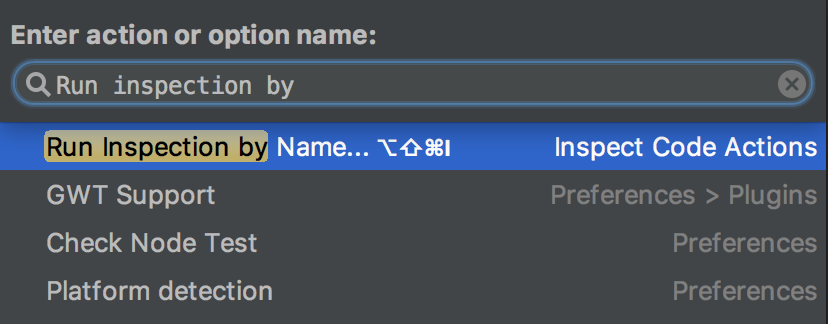 Enter action or option name:
Run inspection by
Run Inspection by Name... ⌥⇧⌘I Inspect Code Actions
GWT Support Preferences > Plugins
Check Node Test Preferences
Platform detection Preferences